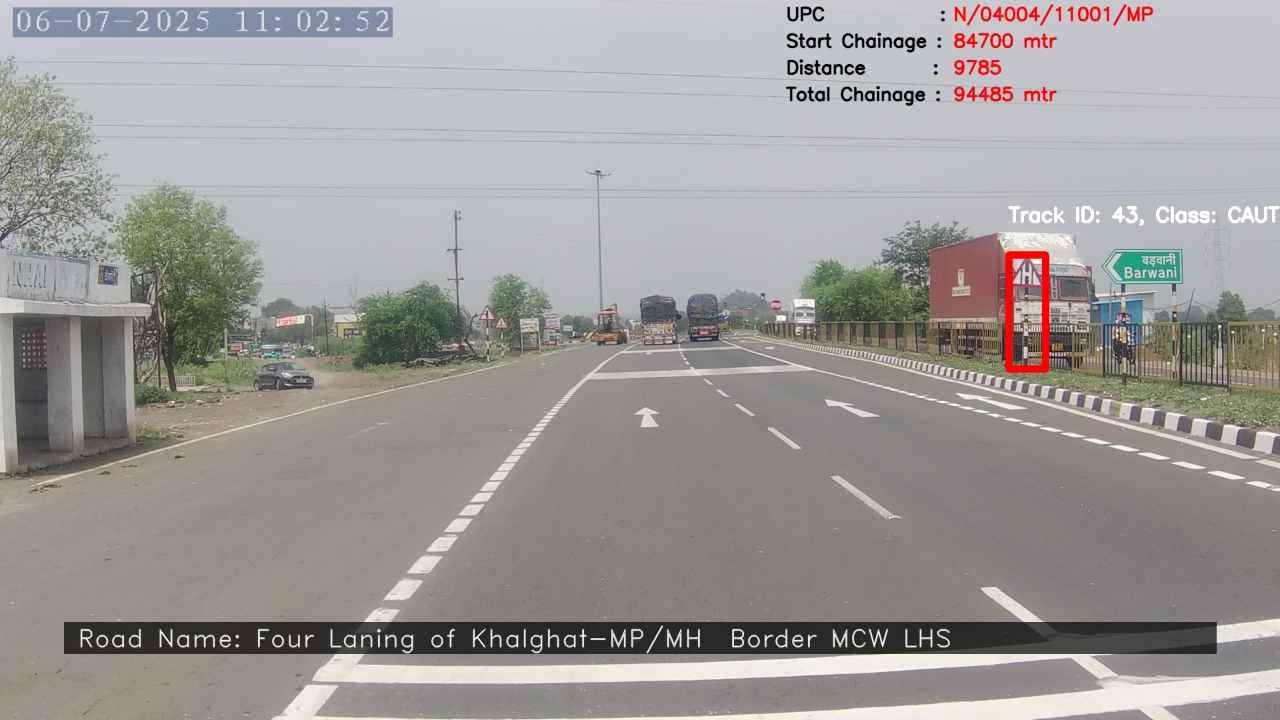 06-07-2025 11:02:52
UPC : N/04004/11001/MP
Start Chainage : 84700 mtr
Distance : 9785
Total Chainage : 94485 mtr
Track ID: 43, Class: CAUT
बड़वानी
Barwani
Road Name: Four Laning of Khalghat-MP/MH Border MCW LHS